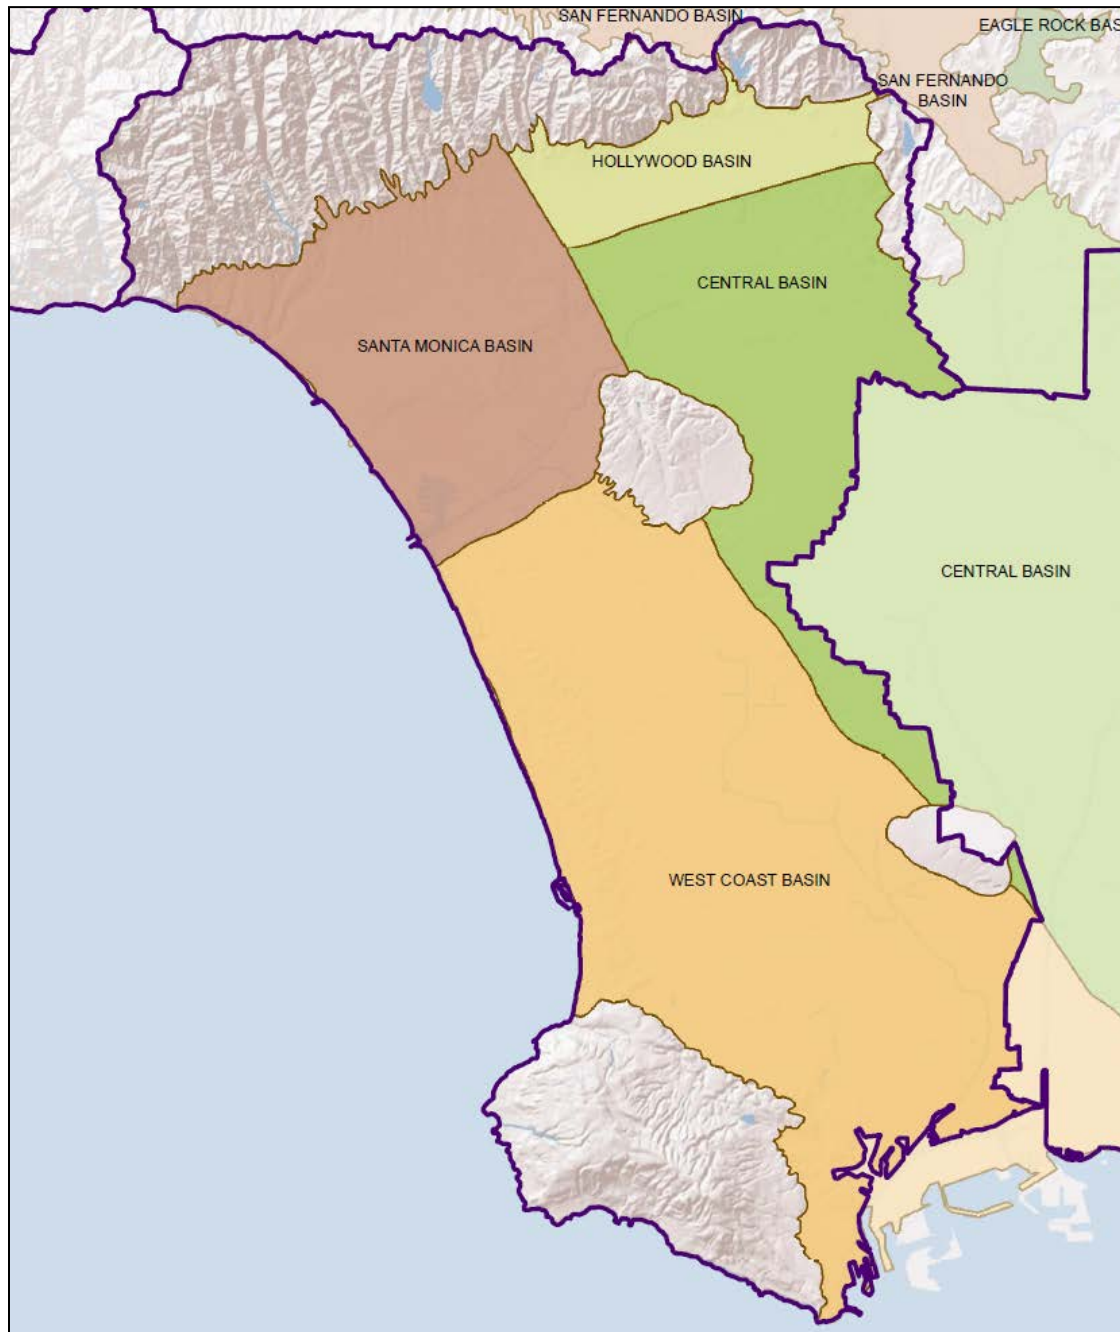 SAN FERNANDO BASIN
EAGLE ROCK BAS
SAN FERNANDO
BASIN
HOLLYWOOD BASIN
CENTRAL BASIN
SANTA MONICA BASIN
CENTRAL BASIN
WEST COAST BASIN